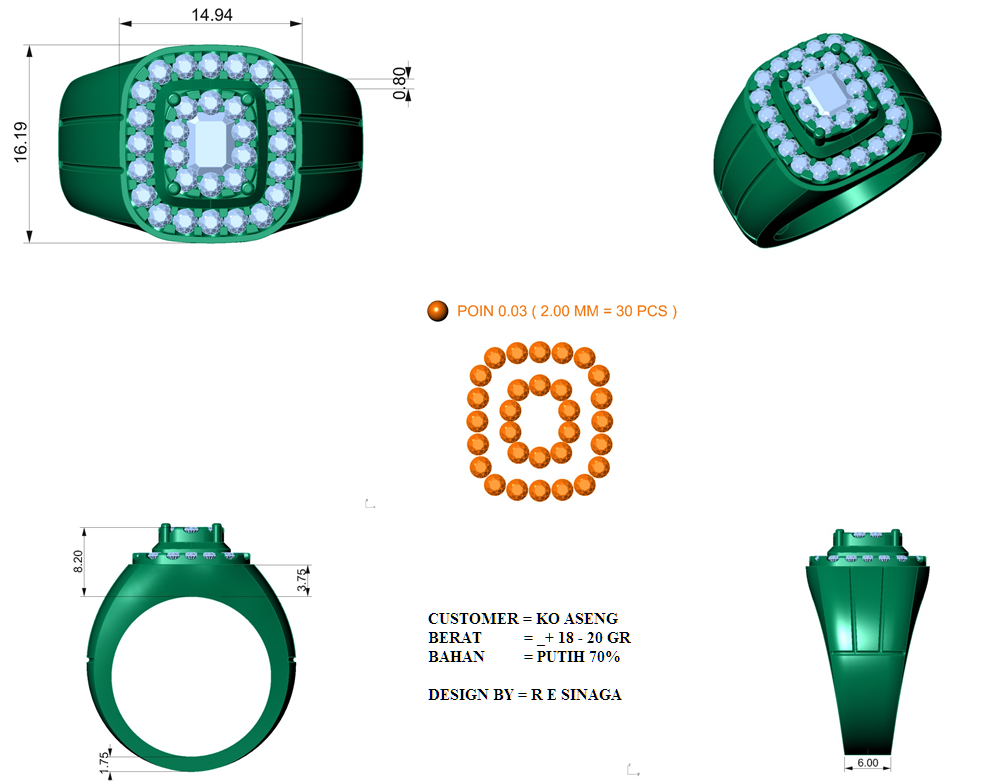 14.94
0.80
16.19
POIN 0.03 ( 2.00 MM = 30 PCS )
8.20
3.75
1.75
CUSTOMER = KO ASENG
BERAT = _+ 18 - 20 GR
BAHAN = PUTIH 70%
DESIGN BY = R E SINAGA
6.00